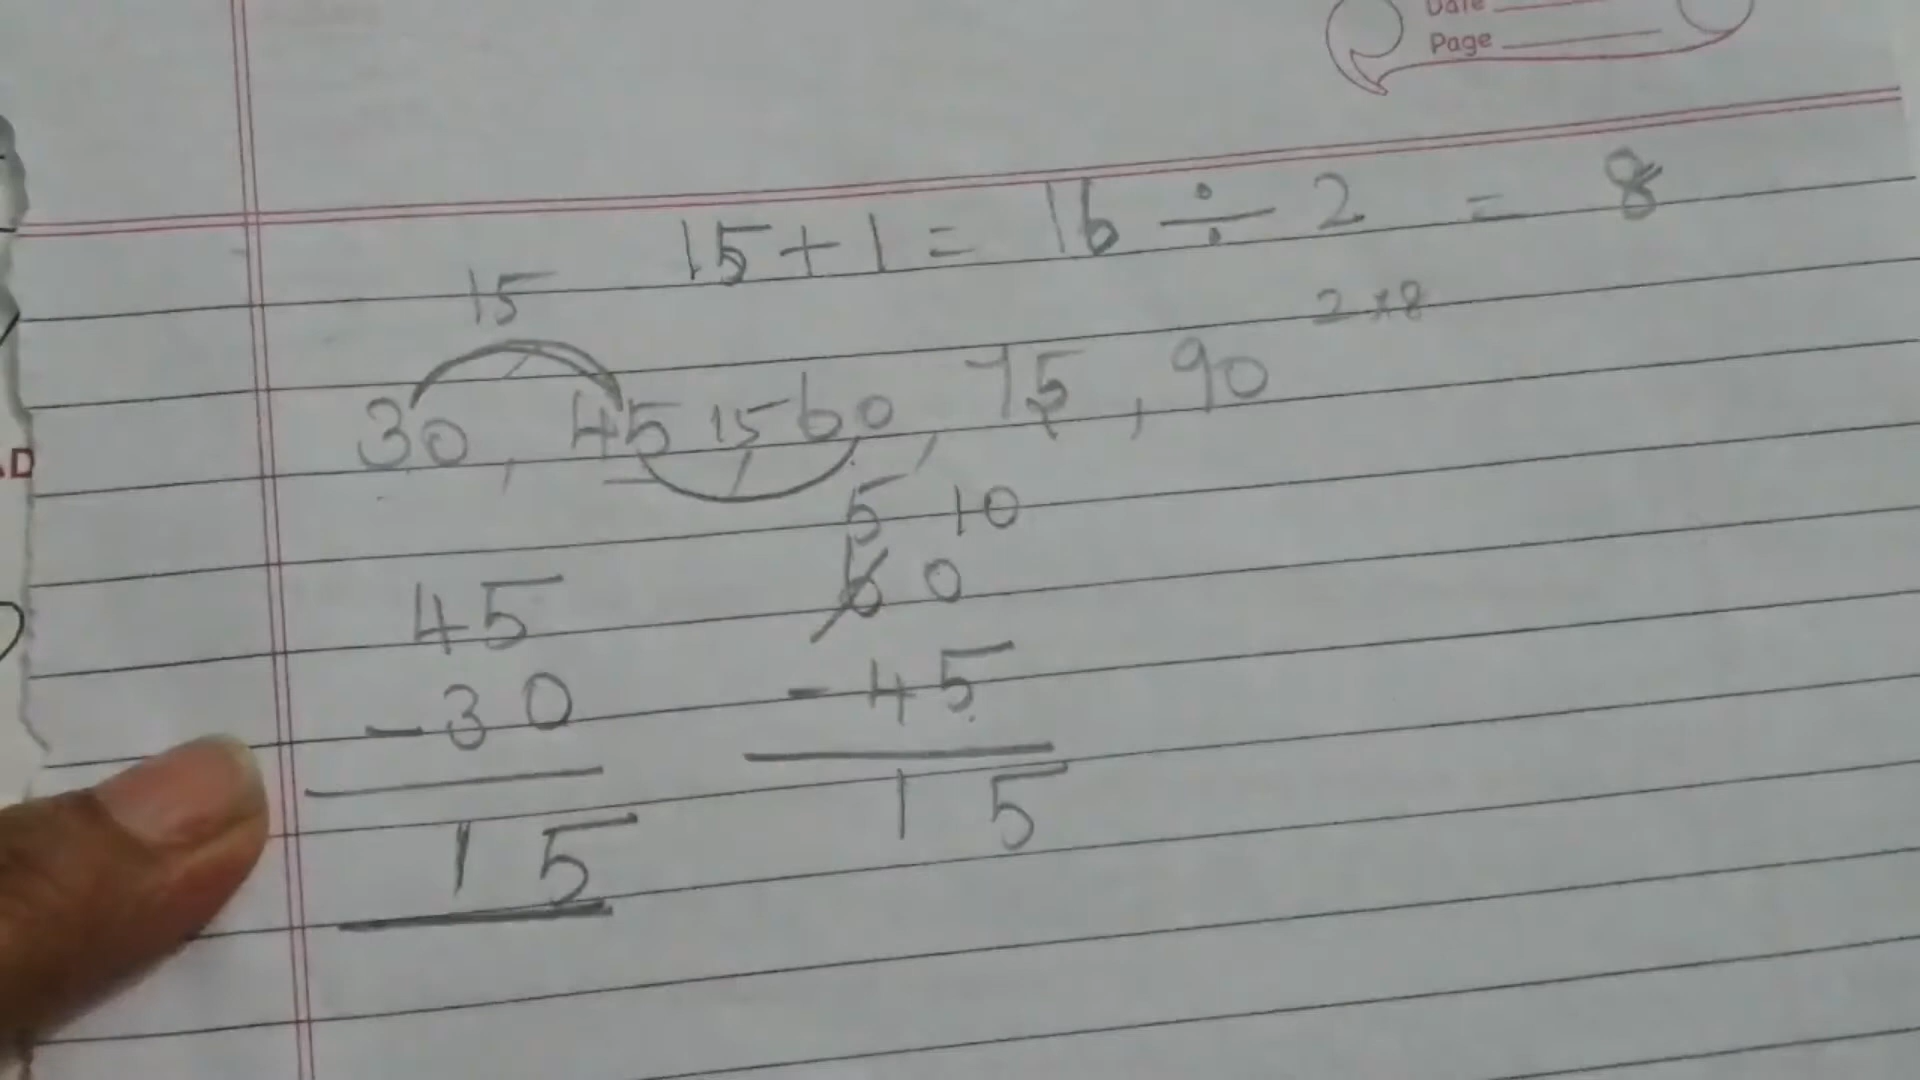 Date
Page
15+1 = 16 ÷ 2 = 8
15
2×8
30, 45 15 60, 75, 90
5 10
45
60
-30
-45
15
15